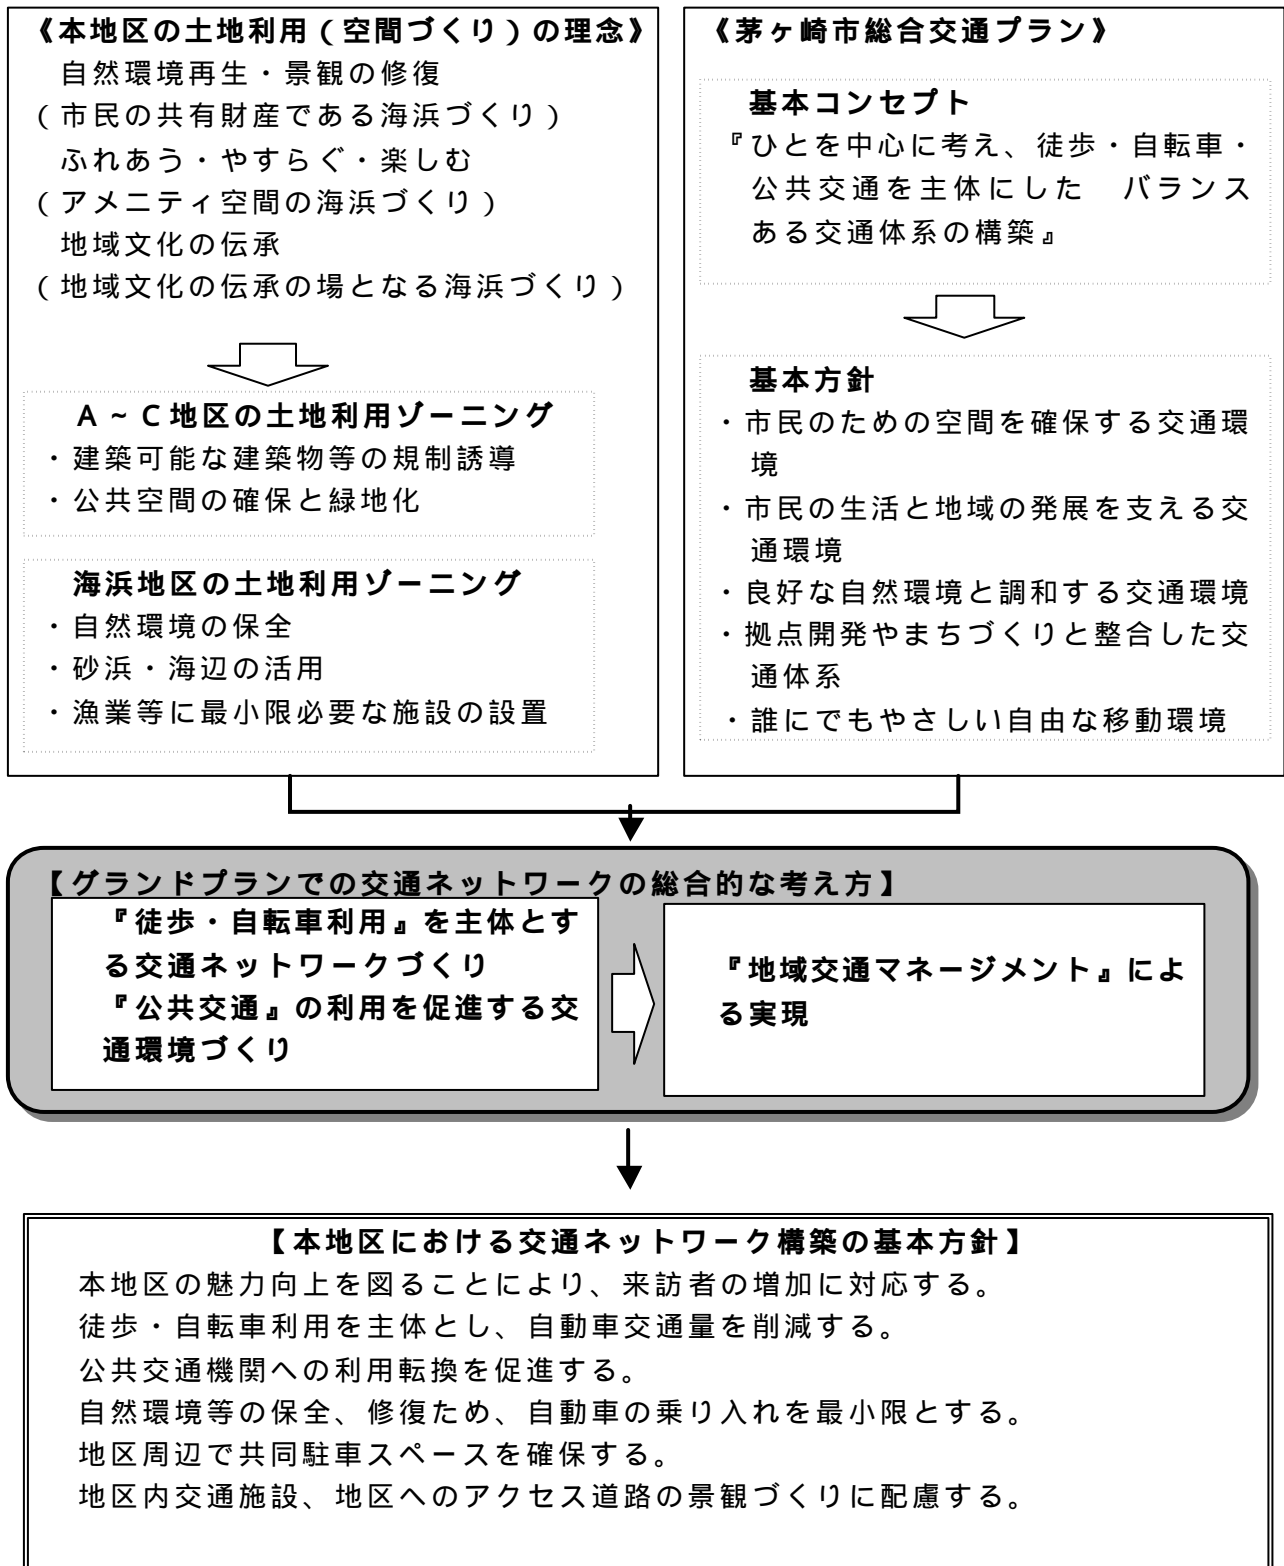 《本地区の土地利用（空間づくり）の理念》
自然環境再生・景観の修復
（市民の共有財産である海浜づくり）
ふれあう・やすらぐ・楽しむ
（アメニティ空間の海浜づくり）
地域文化の伝承
（地域文化の伝承の場となる海浜づくり）
Ａ～Ｃ地区の土地利用ゾーニング
・建築可能な建築物等の規制誘導
・公共空間の確保と緑地化
海浜地区の土地利用ゾーニング
・自然環境の保全
・砂浜・海辺の活用
・漁業等に最小限必要な施設の設置
《茅ヶ崎市総合交通プラン》
基本コンセプト
『ひとを中心に考え、徒歩・自転車・
公共交通を主体にした　バランス
ある交通体系の構築』
基本方針
・市民のための空間を確保する交通環
境
・市民の生活と地域の発展を支える交
通環境
・良好な自然環境と調和する交通環境
・拠点開発やまちづくりと整合した交
通体系
・誰にでもやさしい自由な移動環境
【グランドプランでの交通ネットワークの総合的な考え方】
『徒歩・自転車利用』を主体とす
る交通ネットワークづくり
『公共交通』の利用を促進する交
通環境づくり
『地域交通マネージメント』によ
る実現
【本地区における交通ネットワーク構築の基本方針】
本地区の魅力向上を図ることにより、来訪者の増加に対応する。
徒歩・自転車利用を主体とし、自動車交通量を削減する。
公共交通機関への利用転換を促進する。
自然環境等の保全、修復ため、自動車の乗り入れを最小限とする。
地区周辺で共同駐車スペースを確保する。
地区内交通施設、地区へのアクセス道路の景観づくりに配慮する。